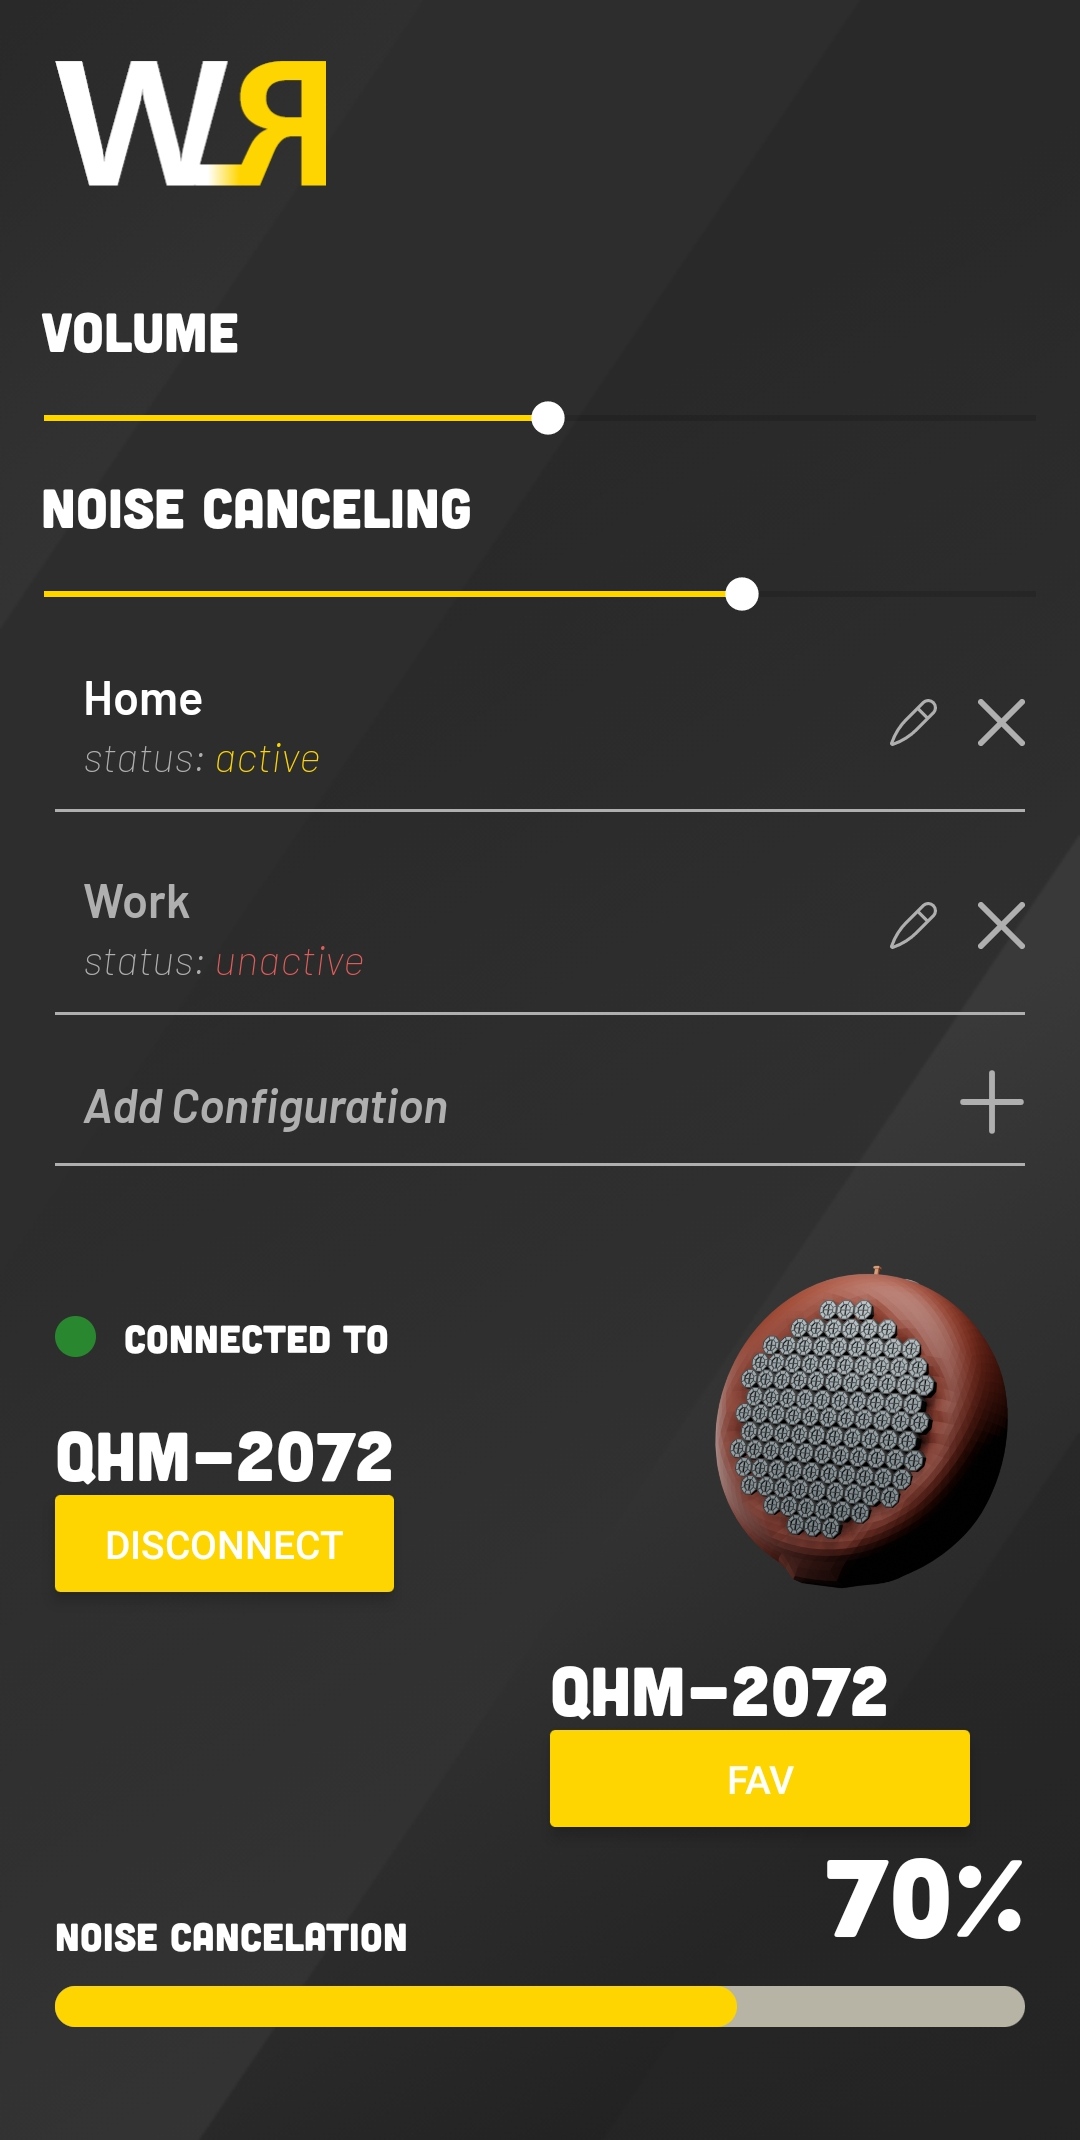 WR
VOLUME
NOISE CANCELING
Home
status: active
Work
status: unactive
Add Configuration
CONNECTED TO
QHM-2072
DISCONNECT
QHM-2072
FAV
70%
NOISE CANCELATION